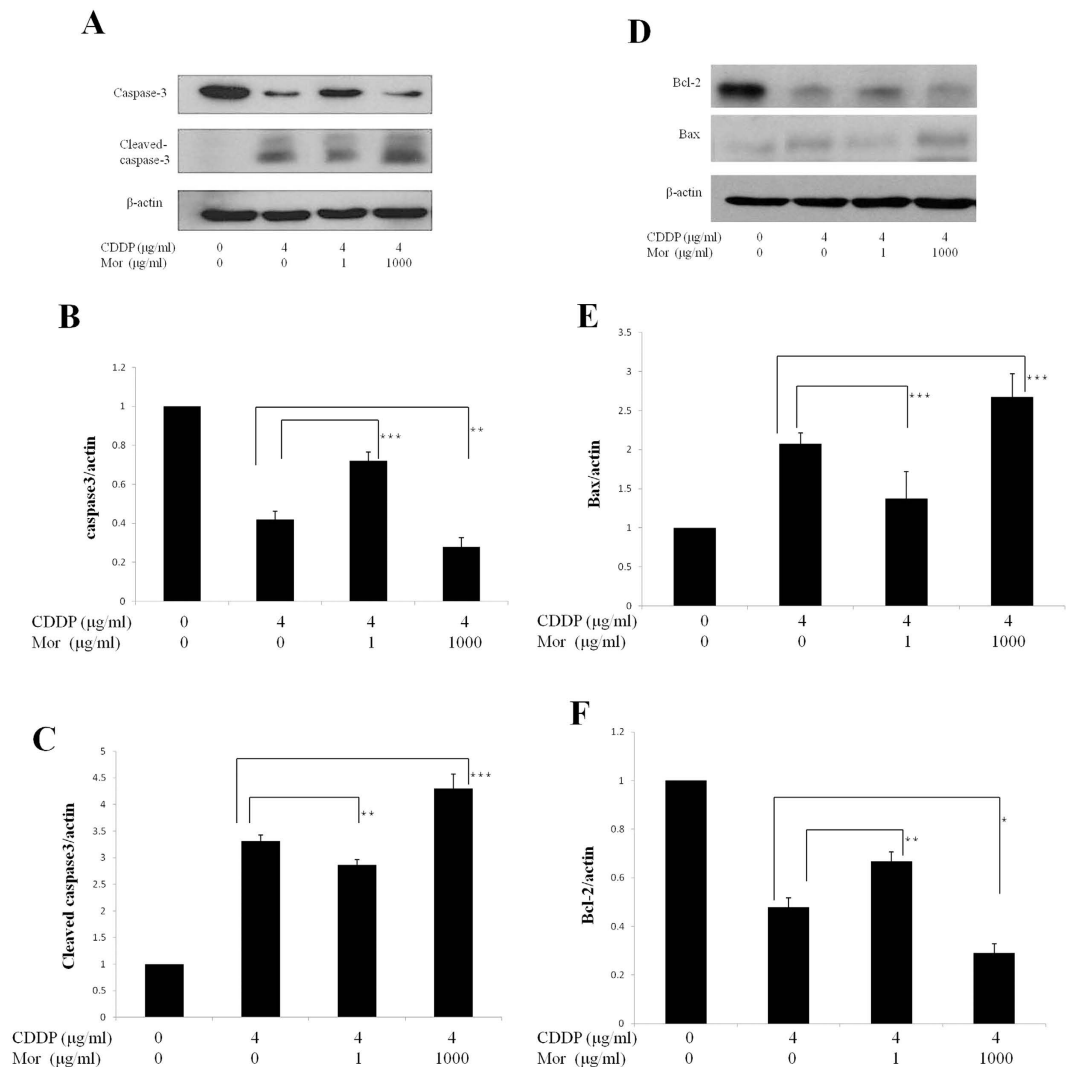 A
Caspase-3
Cleaved-
caspase-3
β-actin
CDDP (μg/ml) 0 4 4 4
Mor (μg/ml) 0 0 1 1000
D
Bcl-2
Bax
β-actin
CDDP (μg/ml) 0 4 4 4
Mor (μg/ml) 0 0 1 1000
B
caspase3/actin
1.2
1
0.8
0.6
0.4
0.2
0
***
**
CDDP (μg/ml) 0 4 4 4
Mor (μg/ml) 0 0 1 1000
E
Bax/actin
3.5
3
2.5
2
1.5
1
0.5
0
***
***
CDDP (μg/ml) 0 4 4 4
Mor (μg/ml) 0 0 1 1000
C
Cleaved caspase3/actin
5
4.5
4
3.5
3
2.5
2
1.5
1
0.5
0
**
***
CDDP (μg/ml) 0 4 4 4
Mor (μg/ml) 0 0 1 1000
F
Bcl-2/actin
1.2
1
0.8
0.6
0.4
0.2
0
**
*
CDDP (μg/ml) 0 4 4 4
Mor (μg/ml) 0 0 1 1000